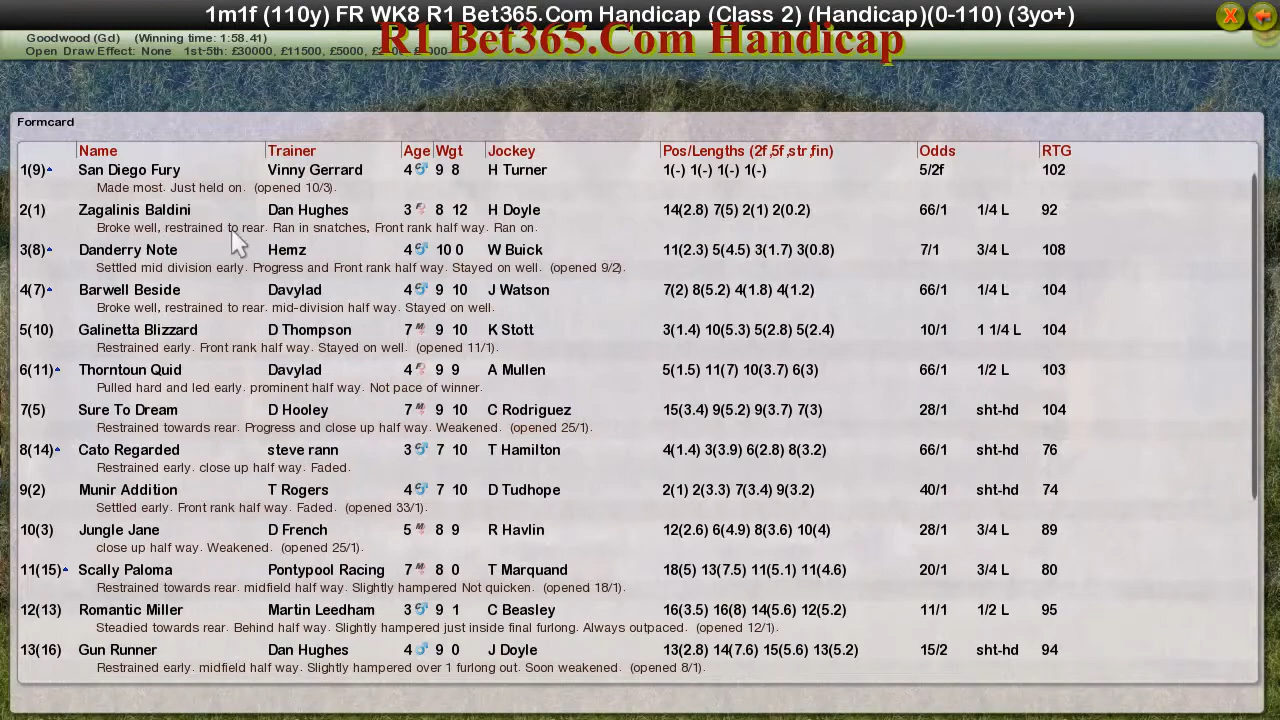 1m1f (110y) FR WK8 R1 Bet365.Com Handicap (Class 2) (Handicap)(0-110) (3yo+)
R1 Bet365.Com Handicap
Goodwood (Gd) (Winning time: 1:58.41)
Open Draw Effect: None 1st-5th: £30000, £11500, £5000,
Formcard
Name Trainer Age Wgt Jockey Pos/Lengths (2f,5f,str,fin) Odds RTG
1(9) San Diego Fury Vinny Gerrard 4 9 8 H Turner 1(-) 1(-) 1(-) 1(-) 5/2f 102
Made most. Just held on. (opened 10/3).
2(1) Zagalinis Baldini Dan Hughes 3 8 12 H Doyle 14(2.8) 7(5) 2(1) 2(0.2) 66/1 1/4 L 92
Broke well, restrained to rear. Ran in snatches, Front rank half way. Ran on.
3(8) Danderry Note Hemz 4 10 0 W Buick 11(2.3) 5(4.5) 3(1.7) 3(0.8) 7/1 3/4 L 108
Settled mid division early. Progress and Front rank half way. Stayed on well. (opened 9/2).
4(7) Barwell Beside Davylad 4 9 10 J Watson 7(2) 8(5.2) 4(1.8) 4(1.2) 66/1 1/4 L 104
Broke well, restrained to rear. mid-division half way. Stayed on well.
5(10) Galinetta Blizzard D Thompson 7 9 10 K Stott 3(1.4) 10(5.3) 5(2.8) 5(2.4) 10/1 1 1/4 L 104
Restrained early. Front rank half way. Stayed on well. (opened 11/1).
6(11) Thorntoun Quid Davylad 4 9 9 A Mullen 5(1.5) 11(7) 10(3.7) 6(3) 66/1 1/2 L 103
Pulled hard and led early. prominent half way. Not pace of winner.
7(5) Sure To Dream D Hooley 7 9 10 C Rodriguez 15(3.4) 9(5.2) 9(3.7) 7(3) 28/1 sht-hd 104
Restrained towards rear. Progress and close up half way. Weakened. (opened 25/1).
8(14) Cato Regarded steve rann 3 7 10 T Hamilton 4(1.4) 3(3.9) 6(2.8) 8(3.2) 66/1 sht-hd 76
Restrained early. close up half way. Faded.
9(2) Munir Addition T Rogers 4 7 10 D Tudhope 2(1) 2(3.3) 7(3.4) 9(3.2) 40/1 sht-hd 74
Settled early. Front rank half way. Faded. (opened 33/1).
10(3) Jungle Jane D French 5 8 9 R Havlin 12(2.6) 6(4.9) 8(3.6) 10(4) 28/1 3/4 L 89
close up half way. Weakened. (opened 25/1).
11(15) Scally Paloma Pontypool Racing 7 8 0 T Marquand 18(5) 13(7.5) 11(5.1) 11(4.6) 20/1 3/4 L 80
Restrained towards rear. midfield half way. Slightly hampered Not quicken. (opened 18/1).
12(13) Romantic Miller Martin Leedham 3 9 1 C Beasley 16(3.5) 16(8) 14(5.6) 12(5.2) 11/1 1/2 L 95
Steadied towards rear. Behind half way. Slightly hampered just inside final furlong. Always outpaced. (opened 12/1).
13(16) Gun Runner Dan Hughes 4 9 0 J Doyle 13(2.8) 14(7.6) 15(5.6) 13(5.2) 15/2 sht-hd 94
Restrained early. midfield half way. Slightly hampered over 1 furlong out. Soon weakened. (opened 8/1).